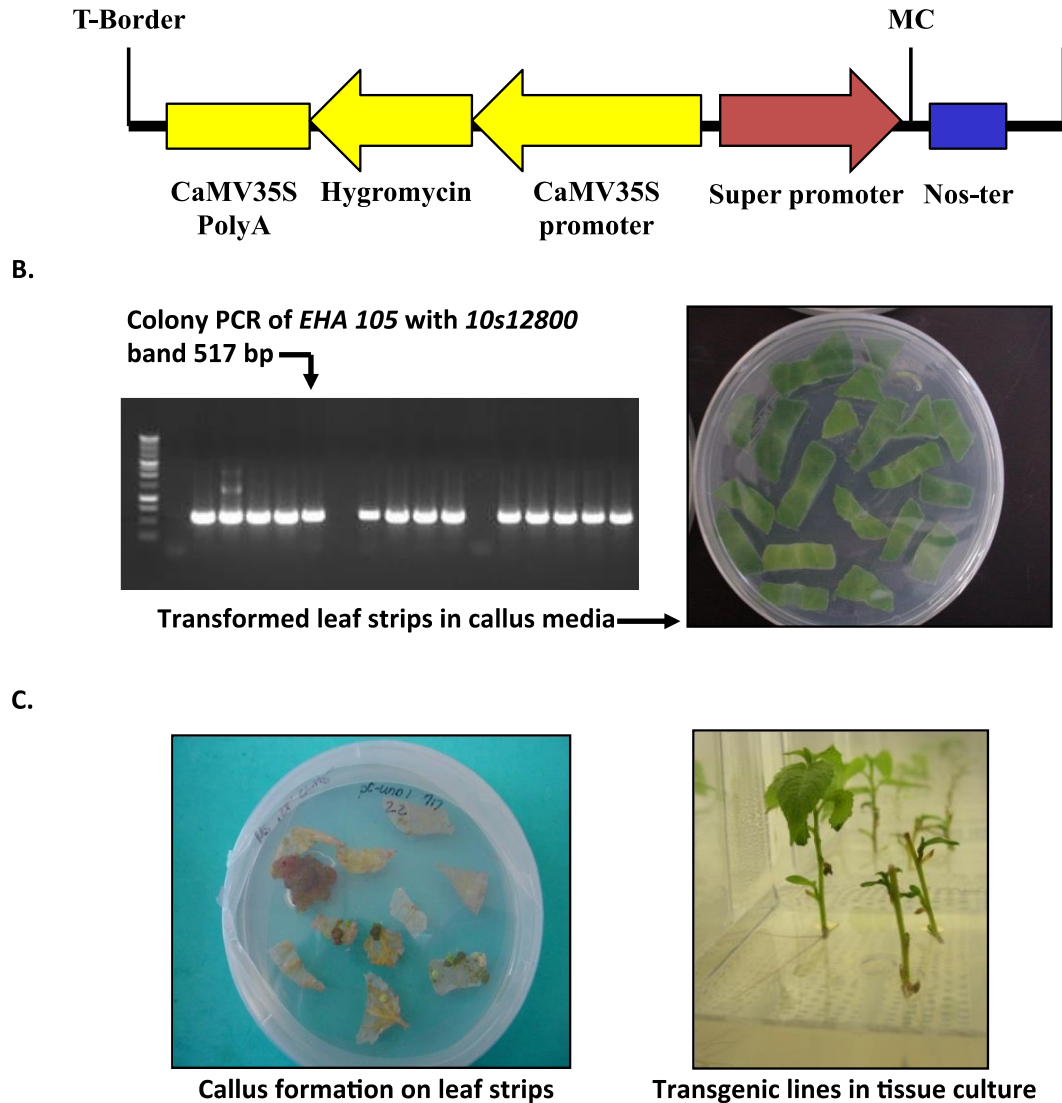 T-Border
MC
CaMV35S
PolyA
Hygromycin
CaMV35S
promoter
Super promoter
Nos-ter
B.
Colony PCR of EHA 105 with 10s12800
band 517 bp
Transformed leaf strips in callus media
C.
22
Callus formation on leaf strips
Transgenic lines in tissue culture